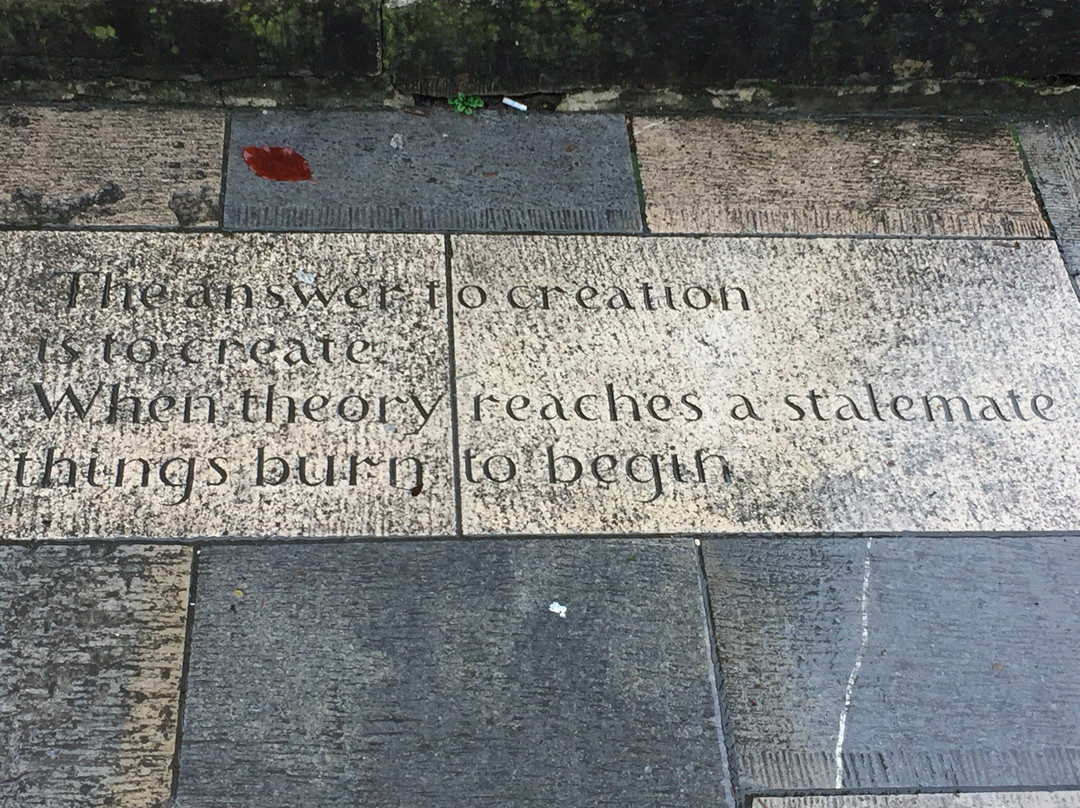 The answer to creation
is to create
When theory reaches a stalemate
things burn to begin